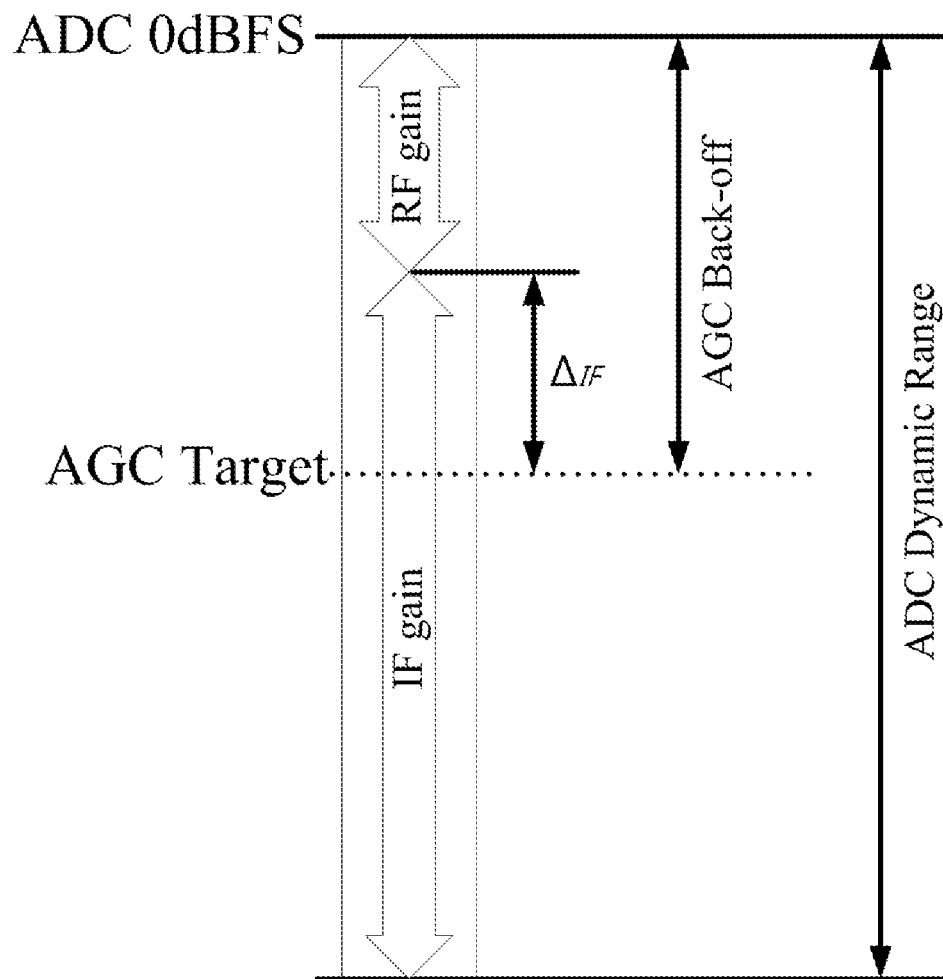 ADC 0dBFS
RF gain
AGC Back-off
ΔIF
ADC Dynamic Range
AGC Target
IF gain